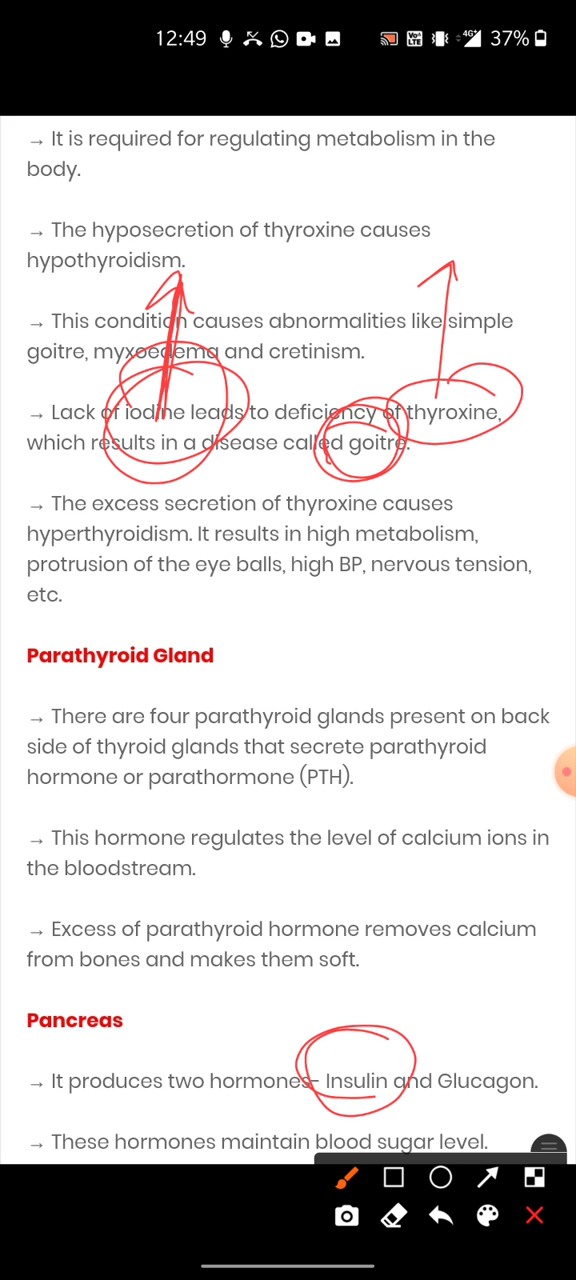 12:49 4G+ Vo) LTE 37%
→ It is required for regulating metabolism in the
body.
→ The hyposecretion of thyroxine causes
hypothyroidism.
→ This condition causes abnormalities like simple
goitre, myxoedema and cretinism.
→ Lack of iodine leads to deficiency of thyroxine,
which results in a disease called goitre.
→ The excess secretion of thyroxine causes
hyperthyroidism. It results in high metabolism,
protrusion of the eye balls, high BP, nervous tension,
etc.
Parathyroid Gland
→ There are four parathyroid glands present on back
side of thyroid glands that secrete parathyroid
hormone or parathormone (PTH).
→ This hormone regulates the level of calcium ions in
the bloodstream.
→ Excess of parathyroid hormone removes calcium
from bones and makes them soft.
Pancreas
→ It produces two hormones- Insulin and Glucagon.
→ These hormones maintain blood sugar level.